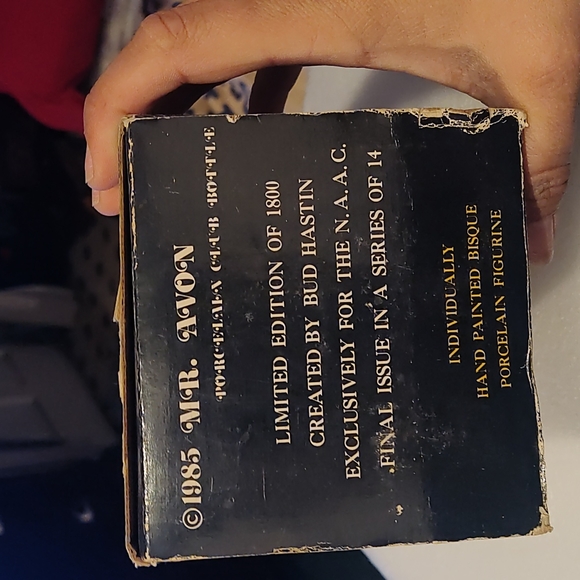 ©1985 MR. AVON
PORCELAIN CLUB BOTTLE
LIMITED EDITION OF 1800
CREATED BY BUD HASTIN
EXCLUSIVELY FOR THE N.A.A.C.
FINAL ISSUE IN A SERIES OF 14
INDIVIDUALLY
HAND PAINTED BISQUE
PORCELAIN FIGURINE